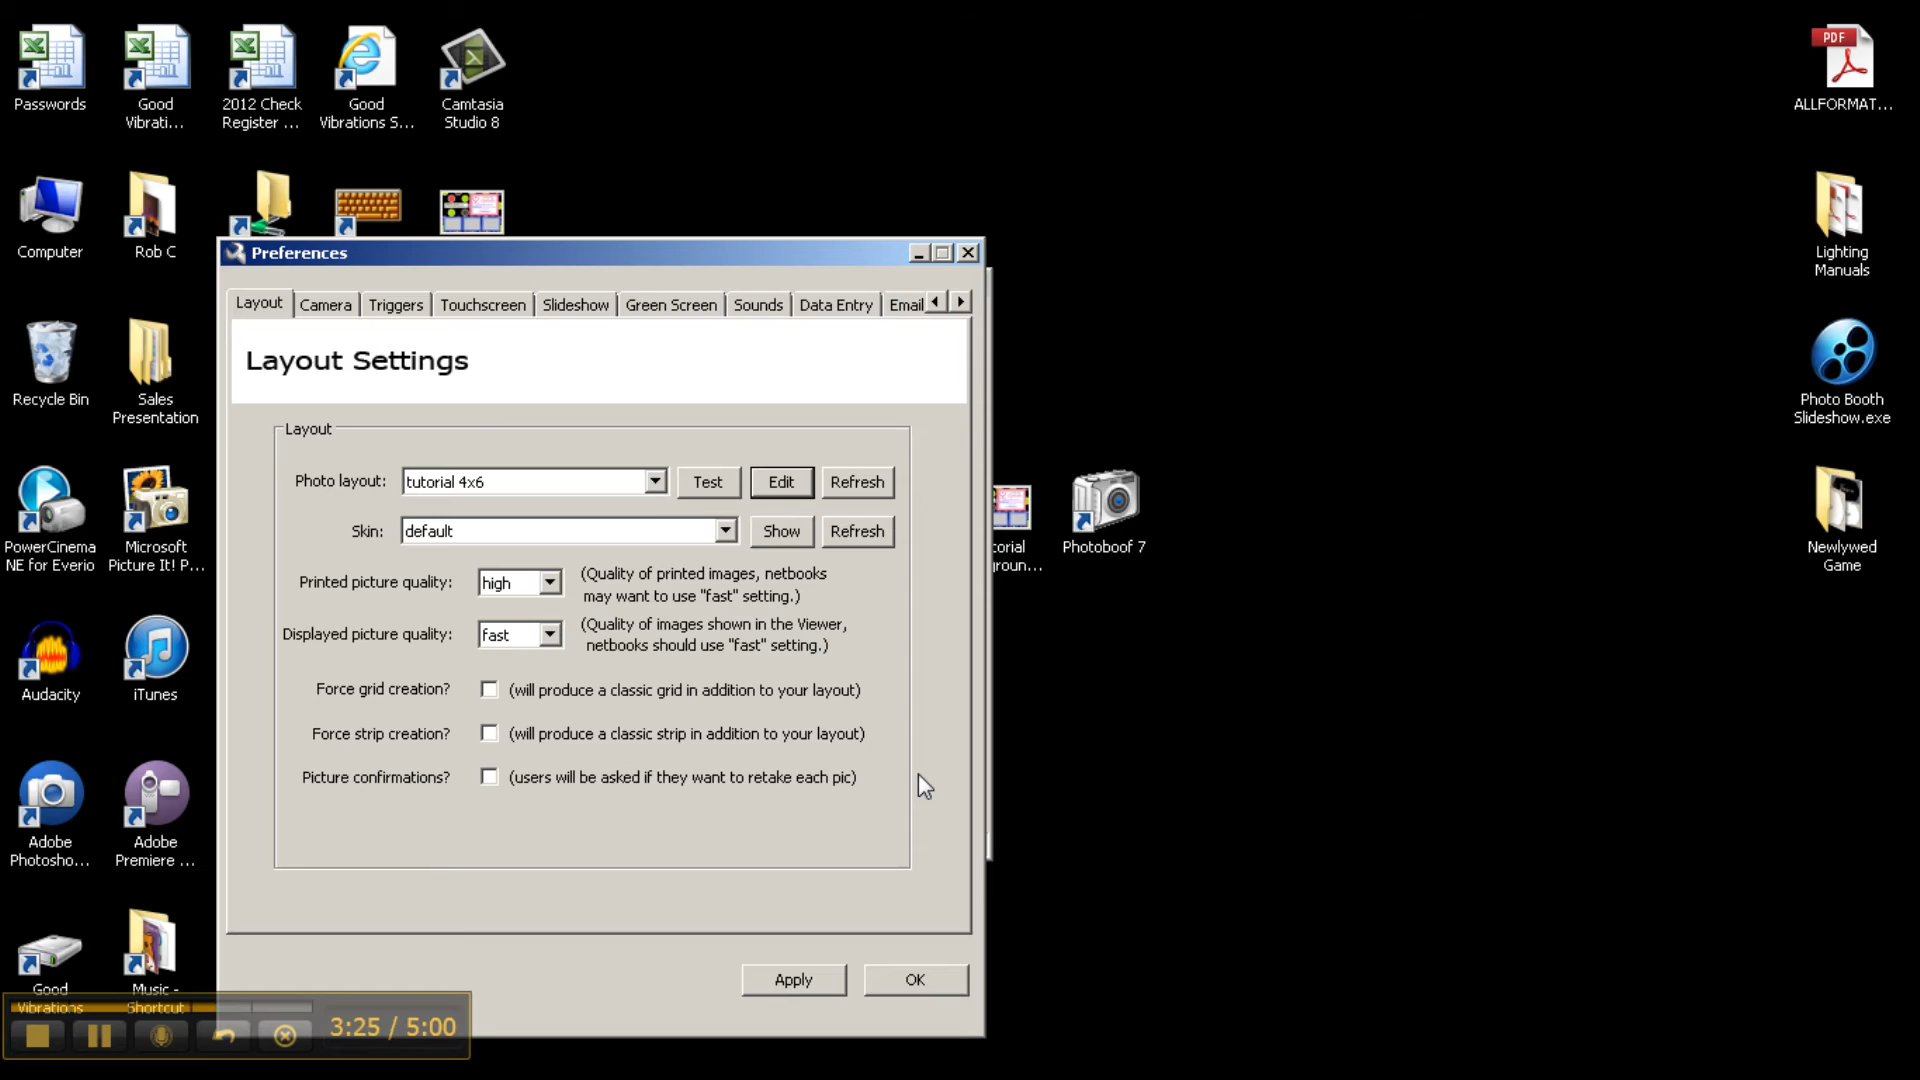 Passwords
Good
Vibrati...
2012 Check
Register ...
Good
Vibrations S...
Camtasia
Studio 8
PDF
ALLFORMAT...
Computer
Rob C
Lighting
Manuals
Preferences
Layout
Camera
Triggers
Touchscreen
Slideshow
Green Screen
Sounds
Data Entry
Email
Layout Settings
Recycle Bin
Sales
Presentation
Photo Booth
Slideshow.exe
Layout
Photo layout:
tutorial 4x6
Test
Edit
Refresh
Skin:
default
Show
Refresh
PowerCinema
NE for Everio
Microsoft
Picture It! P...
orial
roun...
Photoboof 7
Newlywed
Game
Printed picture quality:
high
(Quality of printed images, netbooks
may want to use "fast" setting.)
Displayed picture quality:
fast
(Quality of images shown in the Viewer,
netbooks should use "fast" setting.)
Audacity
iTunes
Force grid creation?
(will produce a classic grid in addition to your layout)
Force strip creation?
(will produce a classic strip in addition to your layout)
Picture confirmations?
(users will be asked if they want to retake each pic)
Adobe
Photosho...
Adobe
Premiere ...
Good
Vibrations
Music -
Shortcut
Apply
OK
3:25 / 5:00